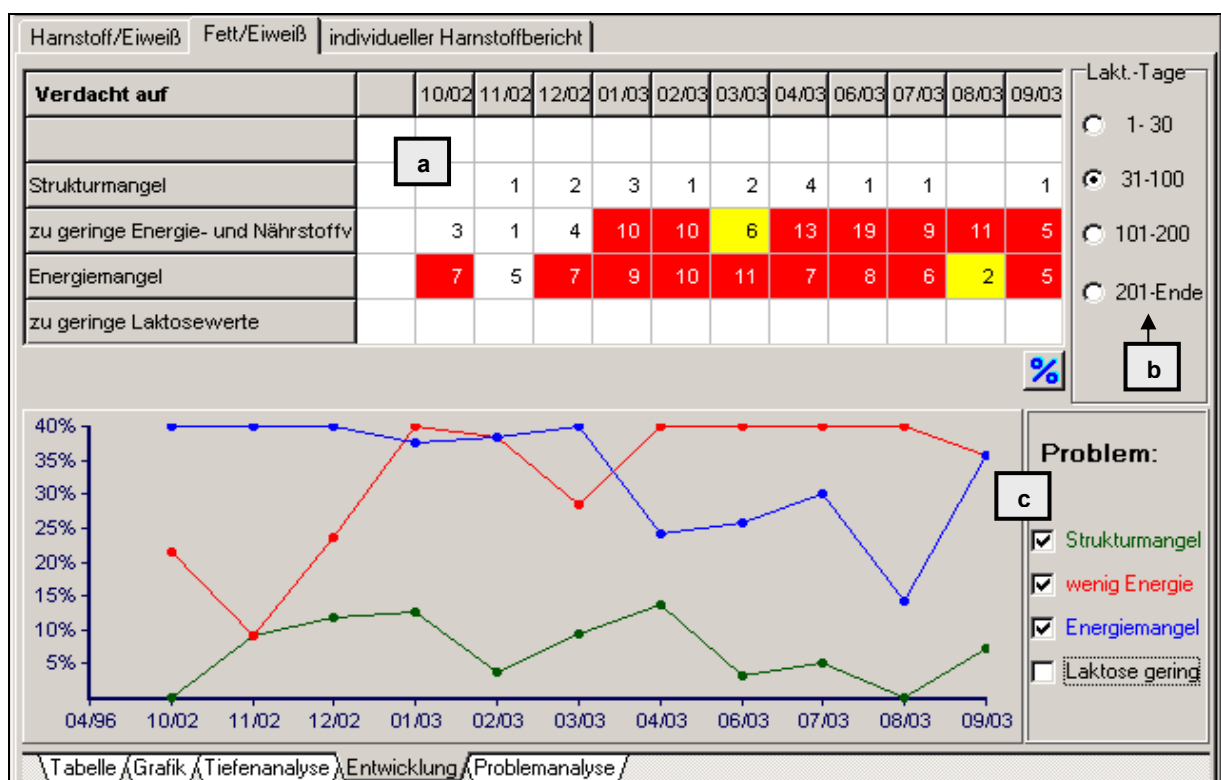 Harnstoff/Eiweiß Fett/Eiweiß individueller Harnstoffbericht
Verdacht auf 10/02 11/02 12/02 01/03 02/03 03/03 04/03 06/03 07/03 08/03 09/03
a
Strukturmangel 1 2 3 1 2 4 1 1 1
zu geringe Energie- und Nährstoffv 3 1 4 10 10 6 13 19 9 11 5
Energiemangel 7 5 7 9 10 11 7 8 6 2 5
zu geringe Laktosewerte
Lakt.-Tage
1- 30
31-100
101-200
201-Ende
b
%
40%
35%
30%
25%
20%
15%
10%
5%
04/96 10/02 11/02 12/02 01/03 02/03 03/03 04/03 06/03 07/03 08/03 09/03
Problem:
c
Strukturmangel
wenig Energie
Energiemangel
Laktose gering
Tabelle Grafik Tiefenanalyse Entwicklung Problemanalyse